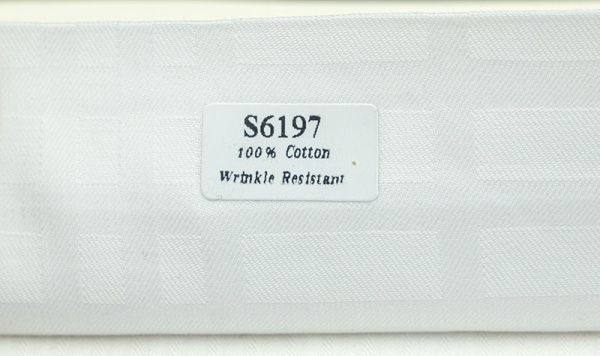 S6197
100% Cotton
Wrinkle Resistant